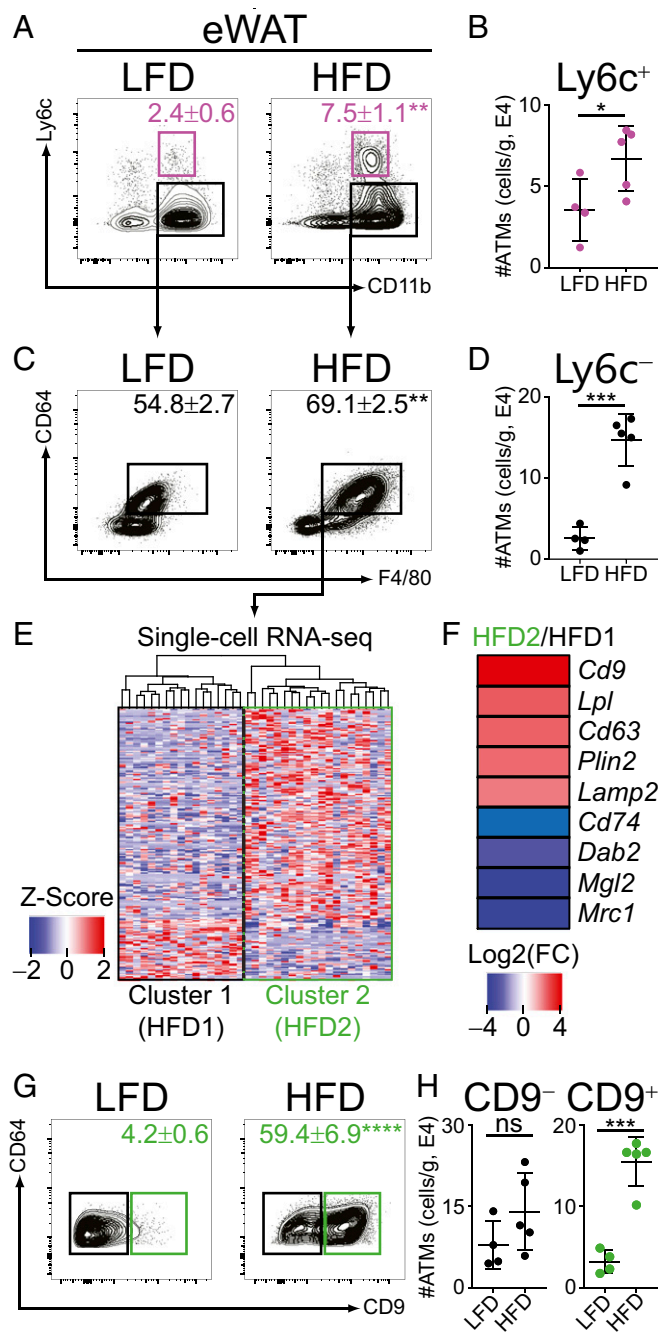 A
eWAT
LFD HFD
Ly6c
2.4±0.6
7.5±1.1**
CD11b
B
Ly6c+
#ATMs (cells/g, E4)
10
5
0
*
LFD HFD
C
LFD HFD
CD64
54.8±2.7
69.1±2.5**
F4/80
D
Ly6c−
#ATMs (cells/g, E4)
20
10
0
***
LFD HFD
E
Single-cell RNA-seq
Z-Score
−2 0 2
Cluster 1
(HFD1)
Cluster 2
(HFD2)
F
HFD2/HFD1
Cd9
Lpl
Cd63
Plin2
Lamp2
Cd74
Dab2
Mgl2
Mrc1
Log2(FC)
−4 0 4
G
LFD HFD
CD64
4.2±0.6
59.4±6.9****
CD9
H
CD9− CD9+
#ATMs (cells/g, E4)
30
15
0
ns
LFD HFD
20
10
0
***
LFD HFD